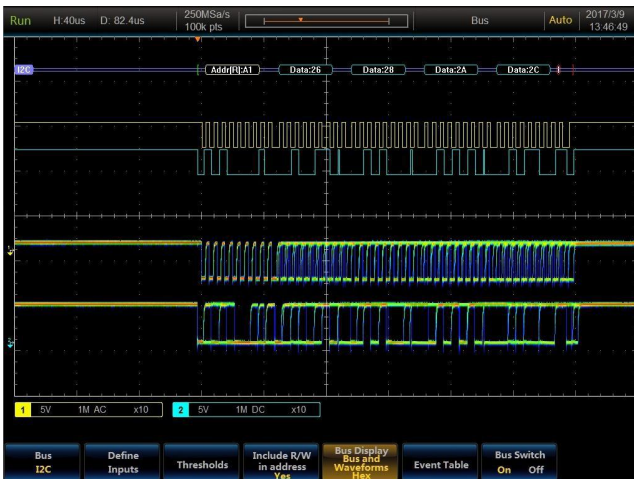 Run H:40us D: 82.4us 250MSa/s 100k pts Bus Auto 2017/3/9 13:46:49
I2C Addr[R]:A1 Data:26 Data:28 Data:2A Data:2C
1 5V 1M AC x10 2 5V 1M DC x10
Bus I2C
Define Inputs
Thresholds
Include R/W in address Yes
Bus Display Bus and Waveforms Hex
Event Table
Bus Switch On Off